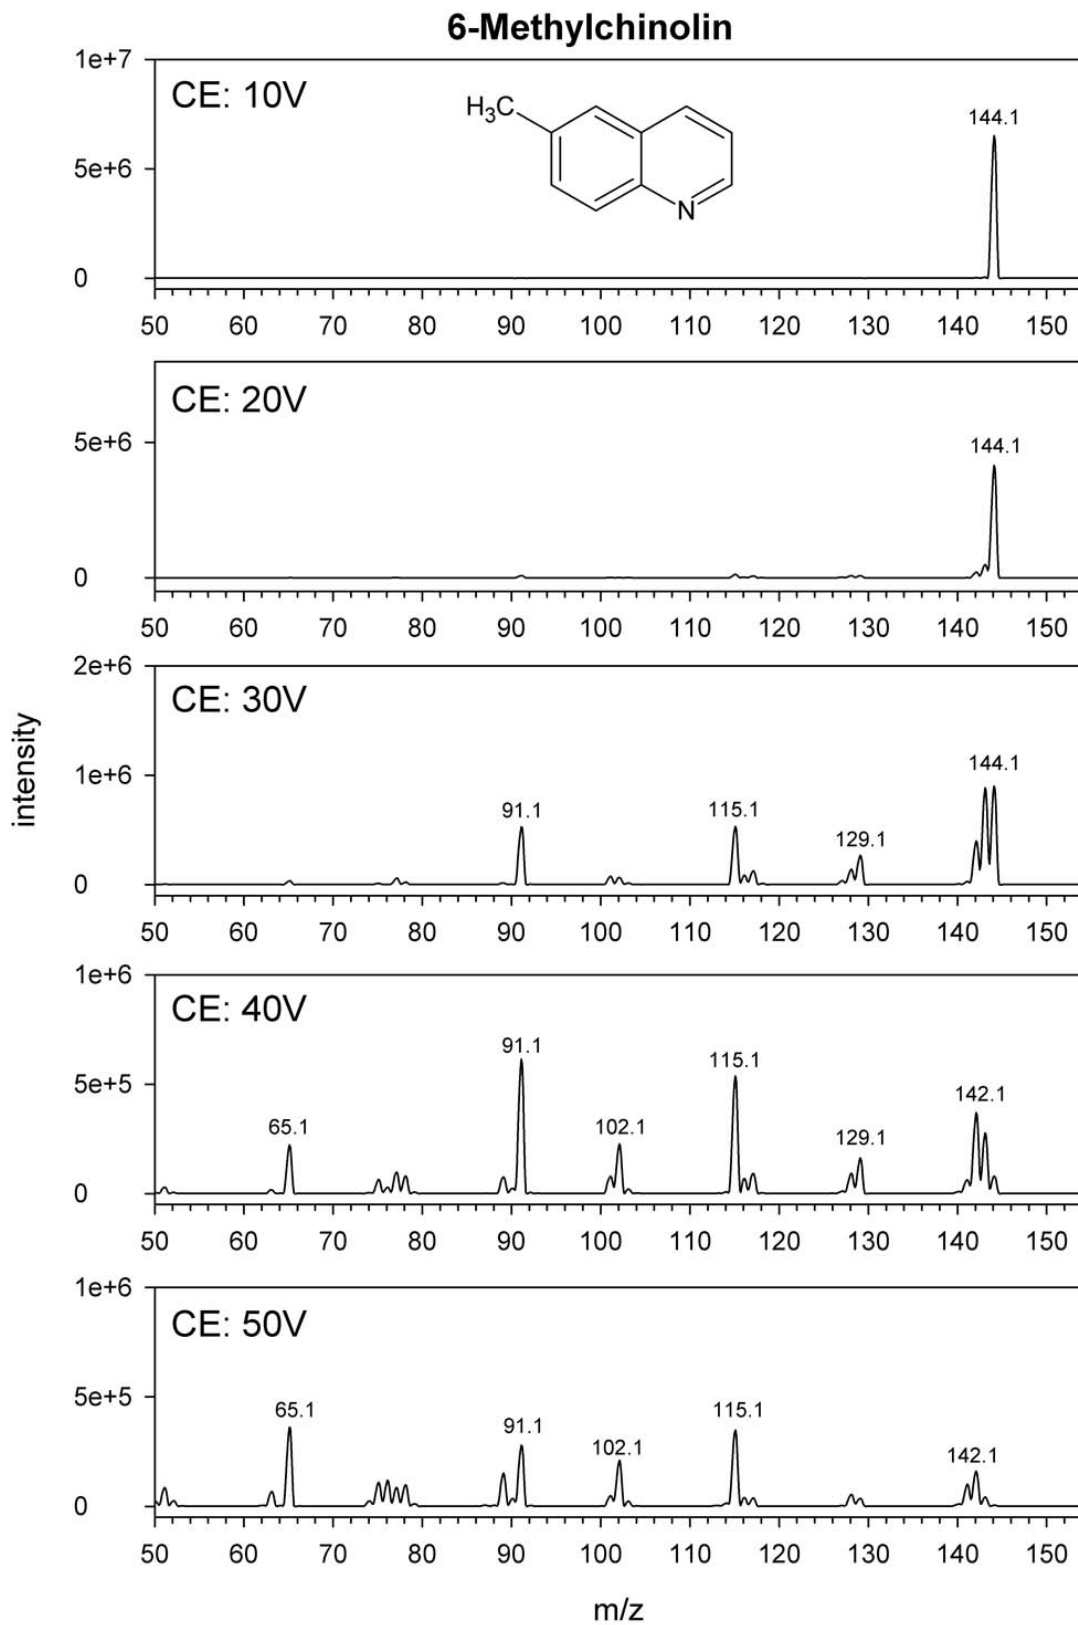 6-Methylchinolin
1e+7
CE: 10V
H3C
N
144.1
5e+6
0
50 60 70 80 90 100 110 120 130 140 150
CE: 20V
5e+6
144.1
0
50 60 70 80 90 100 110 120 130 140 150
2e+6
CE: 30V
1e+6
91.1 115.1 129.1 144.1
0
50 60 70 80 90 100 110 120 130 140 150
1e+6
CE: 40V
5e+5
65.1 91.1 102.1 115.1 129.1 142.1
0
50 60 70 80 90 100 110 120 130 140 150
1e+6
CE: 50V
5e+5
65.1 91.1 102.1 115.1 142.1
0
50 60 70 80 90 100 110 120 130 140 150
intensity
m/z